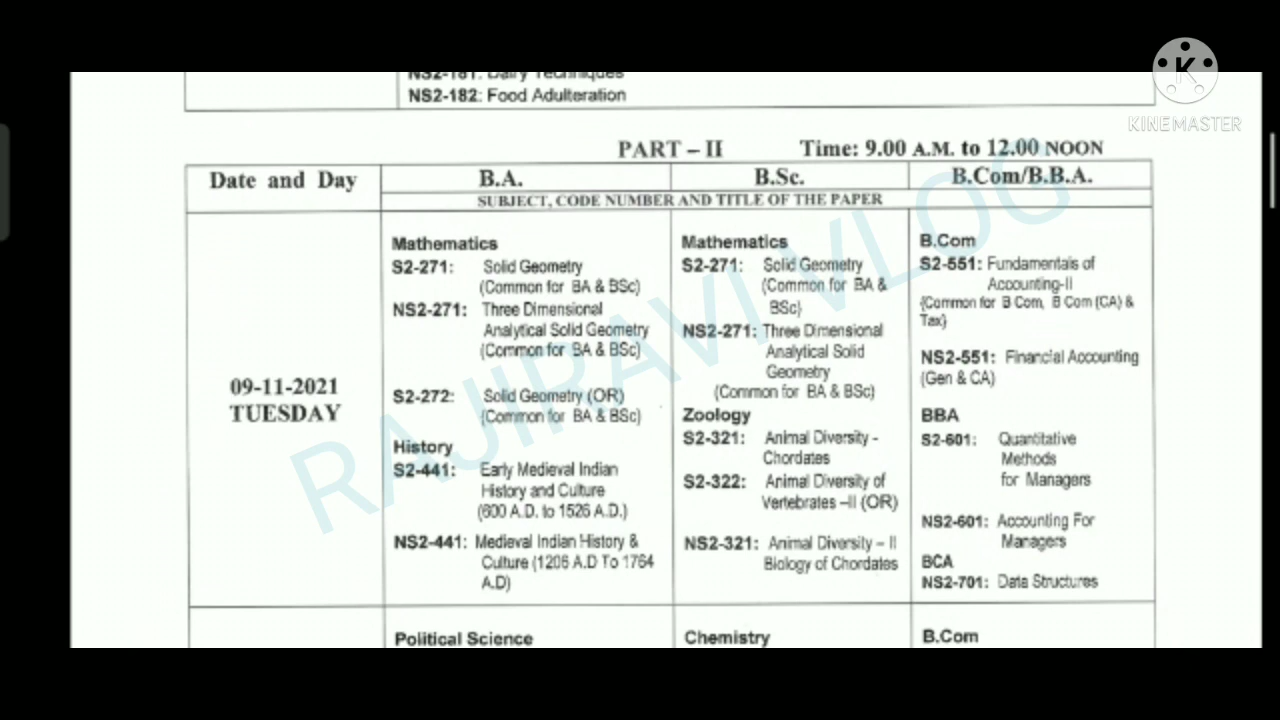 NS2-181: Dairy Techniques
NS2-182: Food Adulteration
KINEMASTER
PART – II Time: 9.00 A.M. to 12.00 NOON
Date and Day B.A. B.Sc. B.Com/B.B.A.
SUBJECT, CODE NUMBER AND TITLE OF THE PAPER
09-11-2021
TUESDAY
Mathematics
S2-271: Solid Geometry
(Common for BA & BSc)
NS2-271: Three Dimensional
Analytical Solid Geometry
(Common for BA & BSc)
S2-272: Solid Geometry (OR)
(Common for BA & BSc)
History
S2-441: Early Medieval Indian
History and Culture
(600 A.D. to 1526 A.D.)
NS2-441: Medieval Indian History &
Culture (1206 A.D To 1764
A.D)
Mathematics
S2-271: Solid Geometry
(Common for BA &
BSc)
NS2-271: Three Dimensional
Analytical Solid
Geometry
(Common for BA & BSc)
Zoology
S2-321: Animal Diversity -
Chordates
S2-322: Animal Diversity of
Vertebrates –II (OR)
NS2-321: Animal Diversity – II
Biology of Chordates
B.Com
S2-551: Fundamentals of
Accounting-II
(Common for B Com, B Com (CA) &
Tax)
NS2-551: Financial Accounting
(Gen & CA)
BBA
S2-601: Quantitative
Methods
for Managers
NS2-601: Accounting For
Managers
BCA
NS2-701: Data Structures
Political Science Chemistry B.Com
RAJIRAVI VLOG